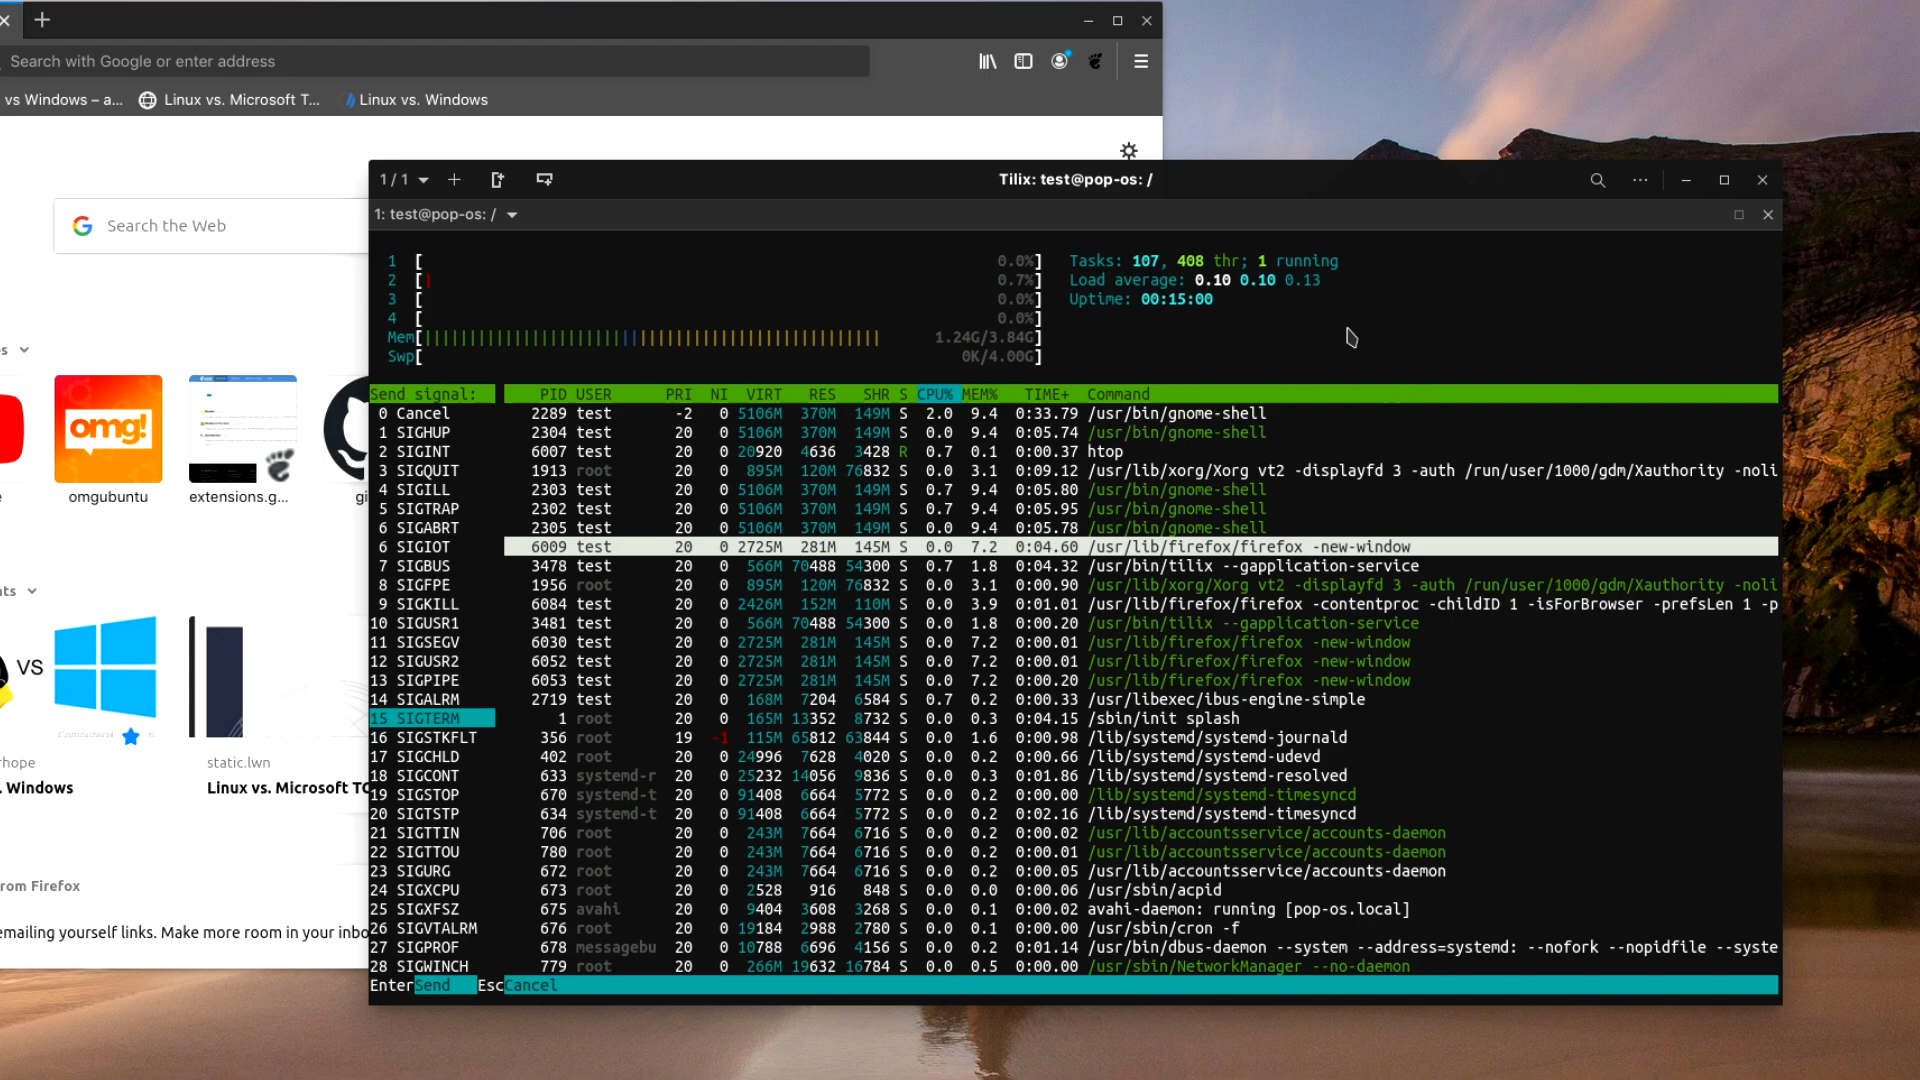 Search with Google or enter address
vs Windows – a... Linux vs. Microsoft T... Linux vs. Windows
Search the Web
omg!
omgubuntu extensions.g... gi
VS
static.lwn
. Windows Linux vs. Microsoft TC
rom Firefox
emailing yourself links. Make more room in your inbo
1 / 1 Tilix: test@pop-os: /
1: test@pop-os: /
1 [ 0.0%] Tasks: 107, 408 thr; 1 running
2 [| 0.7%] Load average: 0.10 0.10 0.13
3 [ 0.0%] Uptime: 00:15:00
4 [ 0.0%]
Mem[ 1.24G/3.84G]
Swp[ 0K/4.00G]
Send signal: PID USER PRI NI VIRT RES SHR S CPU% MEM% TIME+ Command
0 Cancel 2289 test -2 0 5106M 370M 149M S 2.0 9.4 0:33.79 /usr/bin/gnome-shell
1 SIGHUP 2304 test 20 0 5106M 370M 149M S 0.0 9.4 0:05.74 /usr/bin/gnome-shell
2 SIGINT 6007 test 20 0 20920 4636 3428 R 0.7 0.1 0:00.37 htop
3 SIGQUIT 1913 root 20 0 895M 120M 76832 S 0.0 3.1 0:09.12 /usr/lib/xorg/Xorg vt2 -displayfd 3 -auth /run/user/1000/gdm/Xauthority -noli
4 SIGILL 2303 test 20 0 5106M 370M 149M S 0.7 9.4 0:05.80 /usr/bin/gnome-shell
5 SIGTRAP 2302 test 20 0 5106M 370M 149M S 0.7 9.4 0:05.95 /usr/bin/gnome-shell
6 SIGABRT 2305 test 20 0 5106M 370M 149M S 0.0 9.4 0:05.78 /usr/bin/gnome-shell
6 SIGIOT 6009 test 20 0 2725M 281M 145M S 0.0 7.2 0:04.60 /usr/lib/firefox/firefox -new-window
7 SIGBUS 3478 test 20 0 566M 70488 54300 S 0.7 1.8 0:04.32 /usr/bin/tilix --gapplication-service
8 SIGFPE 1956 root 20 0 895M 120M 76832 S 0.0 3.1 0:00.90 /usr/lib/xorg/Xorg vt2 -displayfd 3 -auth /run/user/1000/gdm/Xauthority -noli
9 SIGKILL 6084 test 20 0 2426M 152M 110M S 0.0 3.9 0:01.01 /usr/lib/firefox/firefox -contentproc -childID 1 -isForBrowser -prefsLen 1 -p
10 SIGUSR1 3481 test 20 0 566M 70488 54300 S 0.0 1.8 0:00.20 /usr/bin/tilix --gapplication-service
11 SIGSEGV 6030 test 20 0 2725M 281M 145M S 0.0 7.2 0:00.01 /usr/lib/firefox/firefox -new-window
12 SIGUSR2 6052 test 20 0 2725M 281M 145M S 0.0 7.2 0:00.01 /usr/lib/firefox/firefox -new-window
13 SIGPIPE 6053 test 20 0 2725M 281M 145M S 0.0 7.2 0:00.20 /usr/lib/firefox/firefox -new-window
14 SIGALRM 2719 test 20 0 168M 7204 6584 S 0.7 0.2 0:00.33 /usr/libexec/ibus-engine-simple
15 SIGTERM 1 root 20 0 165M 13352 8732 S 0.0 0.3 0:04.15 /sbin/init splash
16 SIGSTKFLT 356 root 19 -1 115M 65812 63844 S 0.0 1.6 0:00.98 /lib/systemd/systemd-journald
17 SIGCHLD 402 root 20 0 24996 7628 4020 S 0.0 0.2 0:00.66 /lib/systemd/systemd-udevd
18 SIGCONT 633 systemd-r 20 0 25232 14056 9836 S 0.0 0.3 0:01.86 /lib/systemd/systemd-resolved
19 SIGSTOP 670 systemd-t 20 0 91408 6664 5772 S 0.0 0.2 0:00.00 /lib/systemd/systemd-timesyncd
20 SIGTSTP 634 systemd-t 20 0 91408 6664 5772 S 0.0 0.2 0:02.16 /lib/systemd/systemd-timesyncd
21 SIGTTIN 706 root 20 0 243M 7664 6716 S 0.0 0.2 0:00.02 /usr/lib/accountsservice/accounts-daemon
22 SIGTTOU 780 root 20 0 243M 7664 6716 S 0.0 0.2 0:00.01 /usr/lib/accountsservice/accounts-daemon
23 SIGURG 672 root 20 0 243M 7664 6716 S 0.0 0.2 0:00.05 /usr/lib/accountsservice/accounts-daemon
24 SIGXCPU 673 root 20 0 2528 916 848 S 0.0 0.0 0:00.06 /usr/sbin/acpid
25 SIGXFSZ 675 avahi 20 0 9404 3608 3268 S 0.0 0.1 0:00.02 avahi-daemon: running [pop-os.local]
26 SIGVTALRM 676 root 20 0 19184 2988 2780 S 0.0 0.1 0:00.00 /usr/sbin/cron -f
27 SIGPROF 678 messagebu 20 0 10788 6696 4156 S 0.0 0.2 0:01.14 /usr/bin/dbus-daemon --system --address=systemd: --nofork --nopidfile --syste
28 SIGWINCH 779 root 20 0 266M 19632 16784 S 0.0 0.5 0:00.00 /usr/sbin/NetworkManager --no-daemon
EnterSend EscCancel